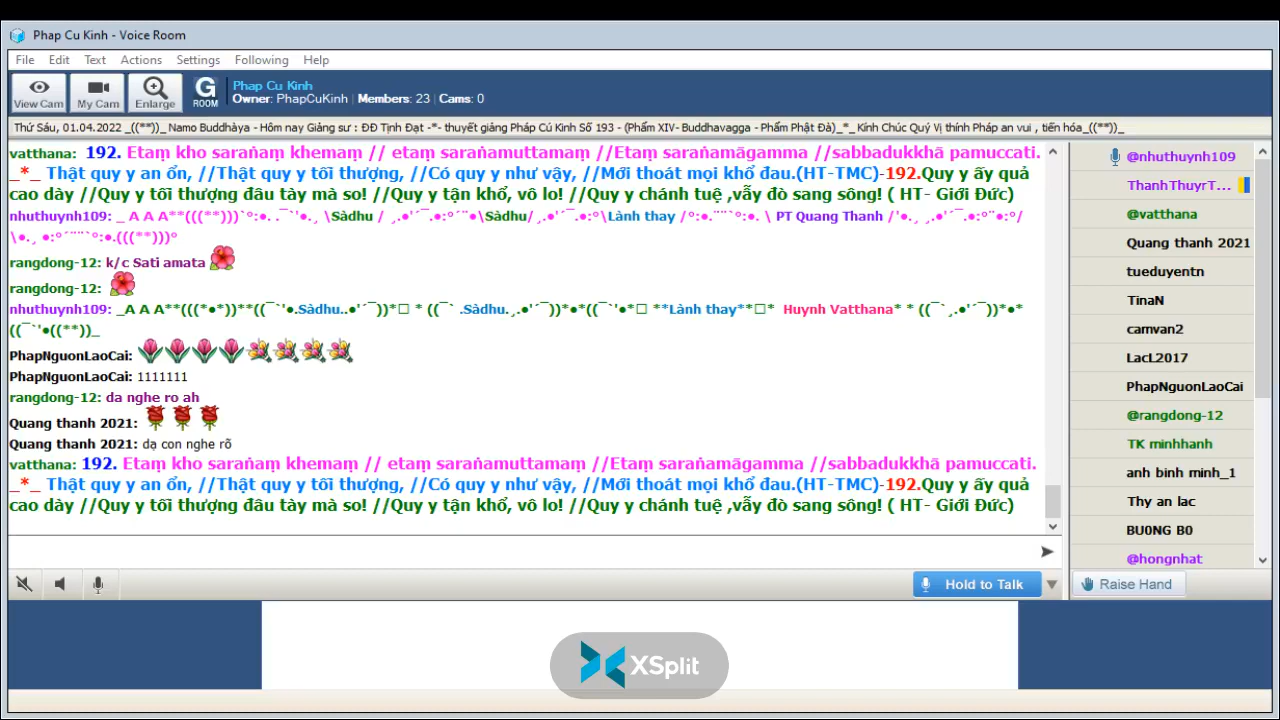 Phap Cu Kinh - Voice Room
File Edit Text Actions Settings Following Help
View Cam My Cam Enlarge G ROOM
Phap Cu Kinh
Owner: PhapCuKinh | Members: 23 | Cams: 0
Thứ Sáu, 01.04.2022 _((**))_ Namo Buddhàya - Hôm nay Giảng sư : ĐĐ Tịnh Đạt -*- thuyết giảng Pháp Cú Kinh Số 193 - (Phẩm XIV- Buddhavagga - Phẩm Phật Đà)_*_ Kính Chúc Quý Vị thính Pháp an vui , tiến hóa_((**))_
vatthana: 192. Etaṃ kho saraṅaṃ khemaṃ // etaṃ saraṅamuttamaṃ //Etaṃ saraṅamāgamma //sabbadukkhā pamuccati.
_*_ Thật quy y an ổn, //Thật quy y tối thượng, //Có quy y như vậy, //Mới thoát mọi khổ đau.(HT-TMC)-192.Quy y ấy quả
cao dày //Quy y tối thượng đâu tày mà so! //Quy y tận khổ, vô lo! //Quy y chánh tuệ ,vẫy đò sang sông! ( HT- Giới Đức)
nhuthuynh109: _ A A A**(((**)))`°:•. .¯`'•.¸ \Sàdhu / ¸.•'´¯.•:°´¨•\Sàdhu/¸.•'´¯.•:°\Lành thay /°:•.¨¨`°:•. \ PT Quang Thanh /'•.¸ ¸.•'´¯.•:°¨•:°/
\•.¸ •:°´¨¨`°:•.(((**)))°
rangdong-12: k/c Sati amata
rangdong-12:
nhuthuynh109: _A A A**(((*•*))**((¯`'•.Sàdhu..•'´¯))*□ * ((¯` .Sàdhu.¸.•'´¯))*•*((¯`'•*□ **Lành thay**□* Huynh Vatthana* * ((¯`¸.•'´¯))*•*
((¯`'•((**))_
PhapNguonLaoCai:
PhapNguonLaoCai: 1111111
rangdong-12: da nghe ro ah
Quang thanh 2021:
Quang thanh 2021: dạ con nghe rõ
vatthana: 192. Etaṃ kho saraṅaṃ khemaṃ // etaṃ saraṅamuttamaṃ //Etaṃ saraṅamāgamma //sabbadukkhā pamuccati.
_*_ Thật quy y an ổn, //Thật quy y tối thượng, //Có quy y như vậy, //Mới thoát mọi khổ đau.(HT-TMC)-192.Quy y ấy quả
cao dày //Quy y tối thượng đâu tày mà so! //Quy y tận khổ, vô lo! //Quy y chánh tuệ ,vẫy đò sang sông! ( HT- Giới Đức)
@nhuthuynh109
ThanhThuyrT...
@vatthana
Quang thanh 2021
tueduyentn
TinaN
camvan2
LacL2017
PhapNguonLaoCai
@rangdong-12
TK minhhanh
anh binh minh_1
Thy an lac
BU0NG B0
@hongnhat
Hold to Talk
Raise Hand
XSplit